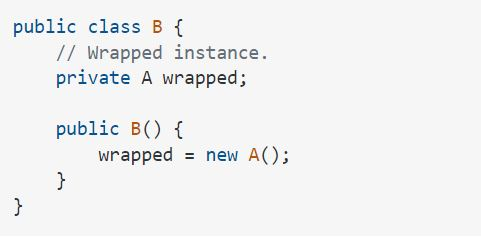 public class B {
    // Wrapped instance.
    private A wrapped;
    public B() {
        wrapped = new A();
    }
}